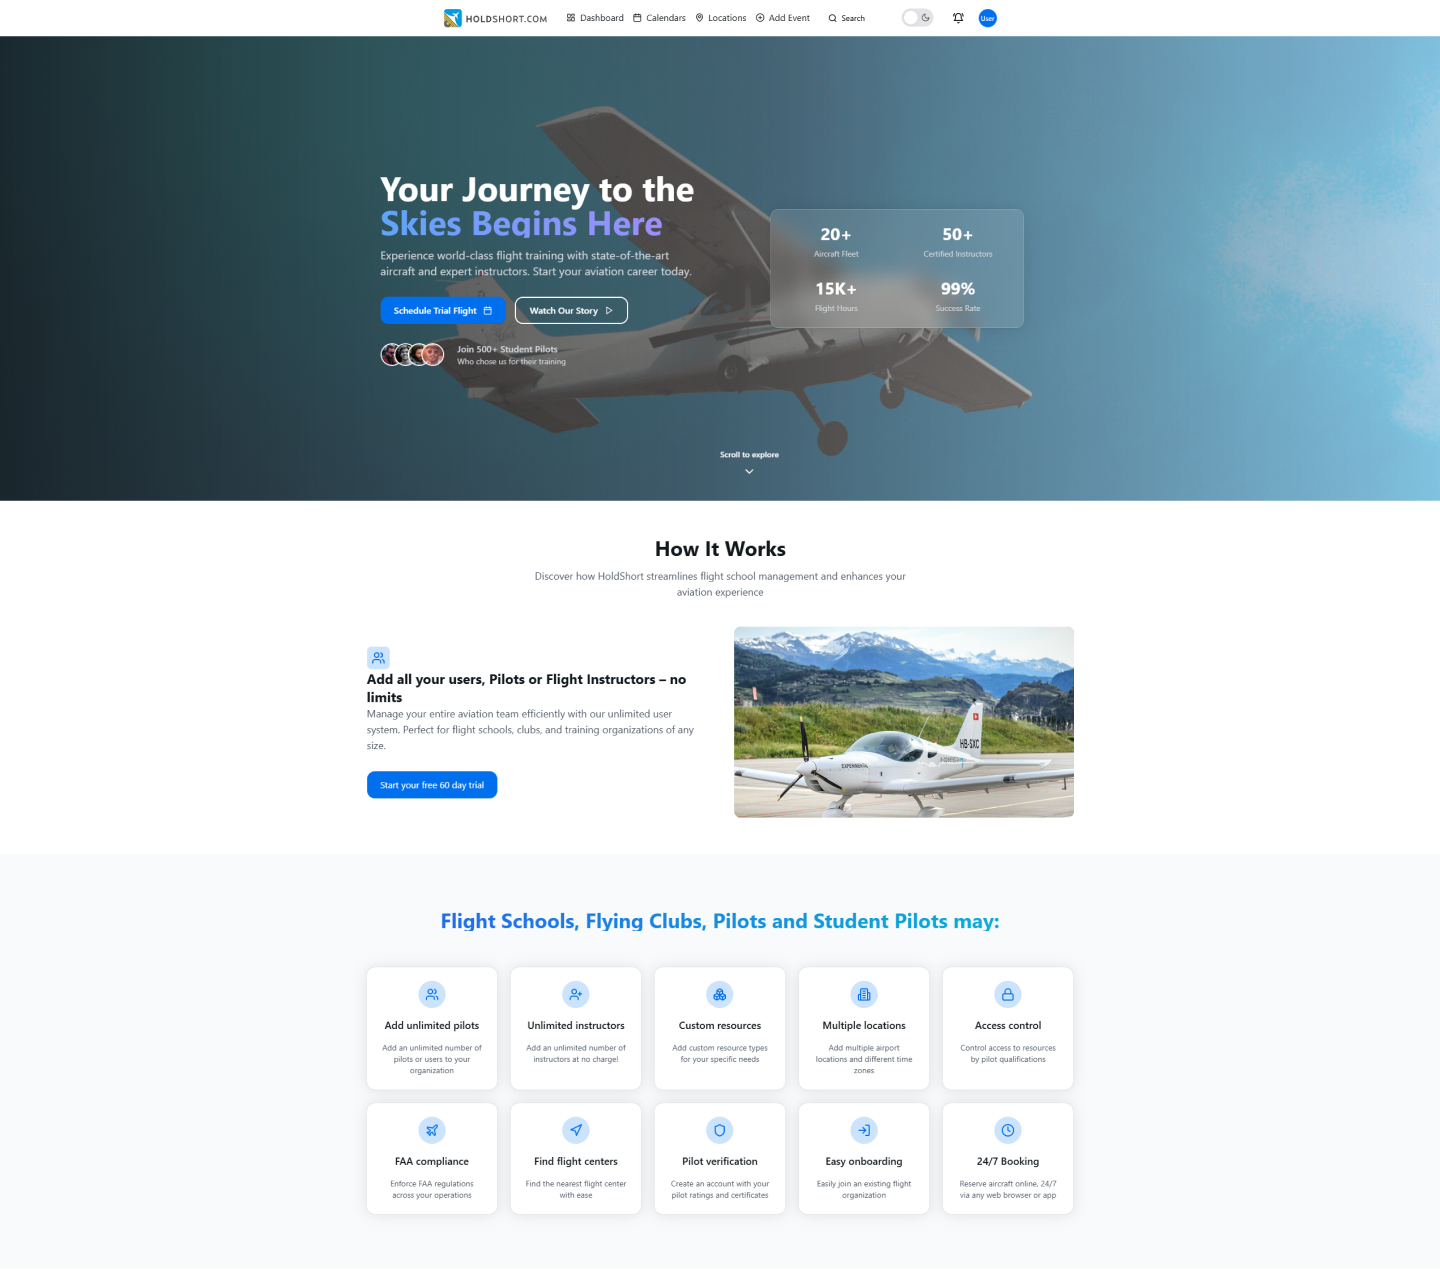 HOLDSHORT.COM
Dashboard
Calendars
Locations
Add Event
Search
User
Your Journey to the
Skies Begins Here
Experience world-class flight training with state-of-the-art
aircraft and expert instructors. Start your aviation career today.
Schedule Trial Flight
Watch Our Story
Join 500+ Student Pilots
Who chose us for their training
20+
Aircraft Fleet
50+
Certified Instructors
15K+
Flight Hours
99%
Success Rate
Scroll to explore
How It Works
Discover how HoldShort streamlines flight school management and enhances your
aviation experience
Add all your users, Pilots or Flight Instructors – no
limits
Manage your entire aviation team efficiently with our unlimited user
system. Perfect for flight schools, clubs, and training organizations of any
size.
Start your free 60 day trial
HB-SXC
EXPERIMENTAL
Flight Schools, Flying Clubs, Pilots and Student Pilots may:
Add unlimited pilots
Add an unlimited number of
pilots or users to your
organization
Unlimited instructors
Add an unlimited number of
instructors at no charge!
Custom resources
Add custom resource types
for your specific needs
Multiple locations
Add multiple airport
locations and different time
zones
Access control
Control access to resources
by pilot qualifications
FAA compliance
Enforce FAA regulations
across your operations
Find flight centers
Find the nearest flight center
with ease
Pilot verification
Create an account with your
pilot ratings and certificates
Easy onboarding
Easily join an existing flight
organization
24/7 Booking
Reserve aircraft online, 24/7
via any web browser or app